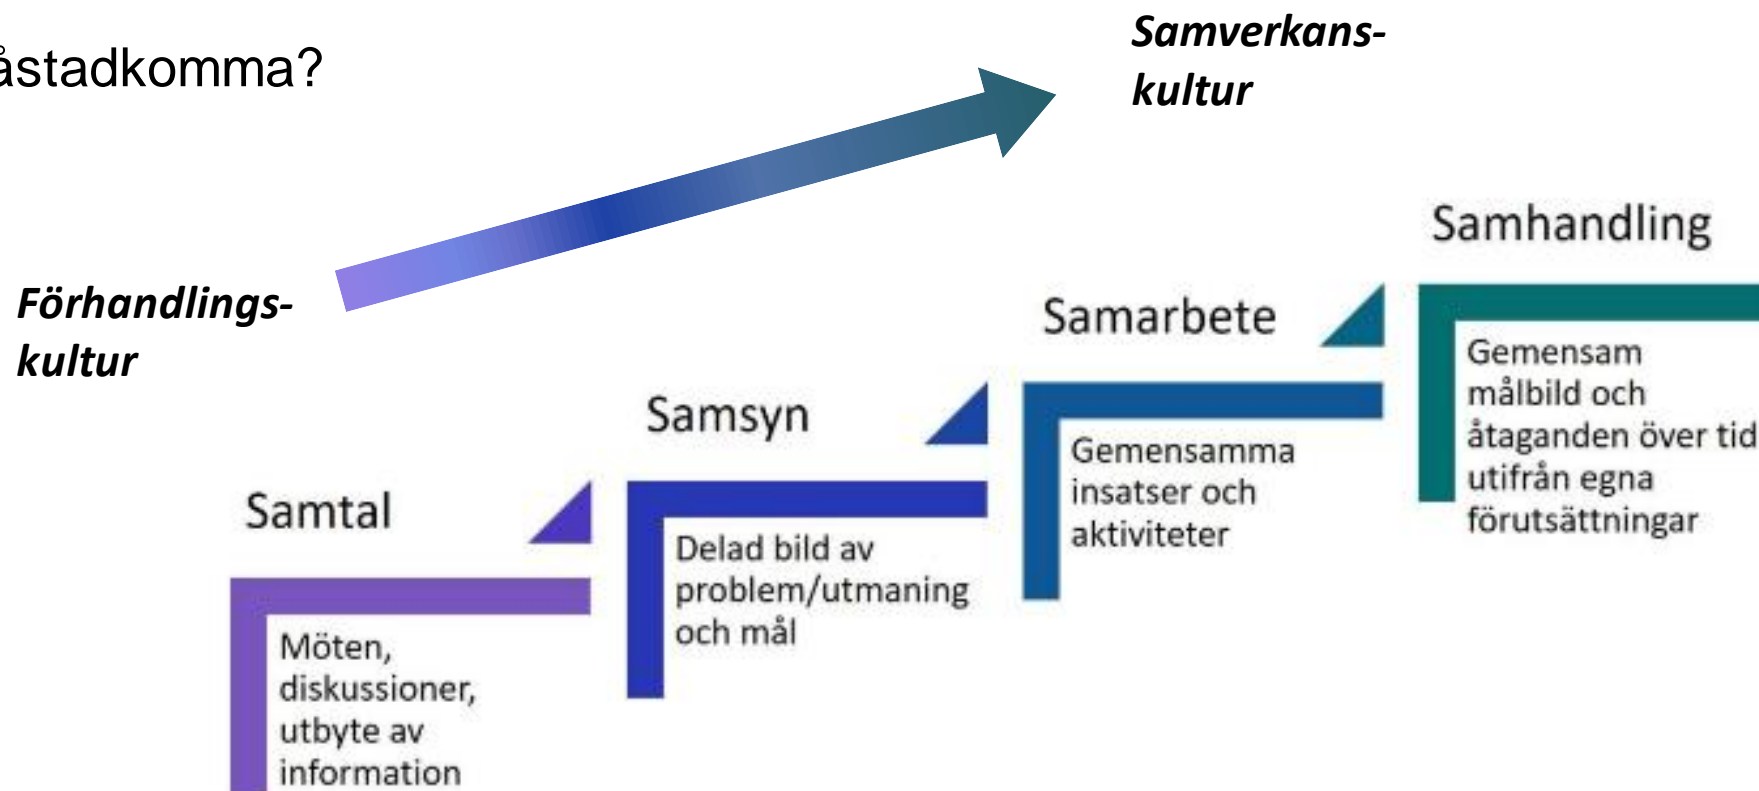 åstadkomma?
Samverkans-
kultur
Förhandlings-
kultur
Samtal
Möten,
diskussioner,
utbyte av
information
Samsyn
Delad bild av
problem/utmaning
och mål
Samarbete
Gemensamma
insatser och
aktiviteter
Samhandling
Gemensam
målbild och
åtaganden över tid
utifrån egna
förutsättningar